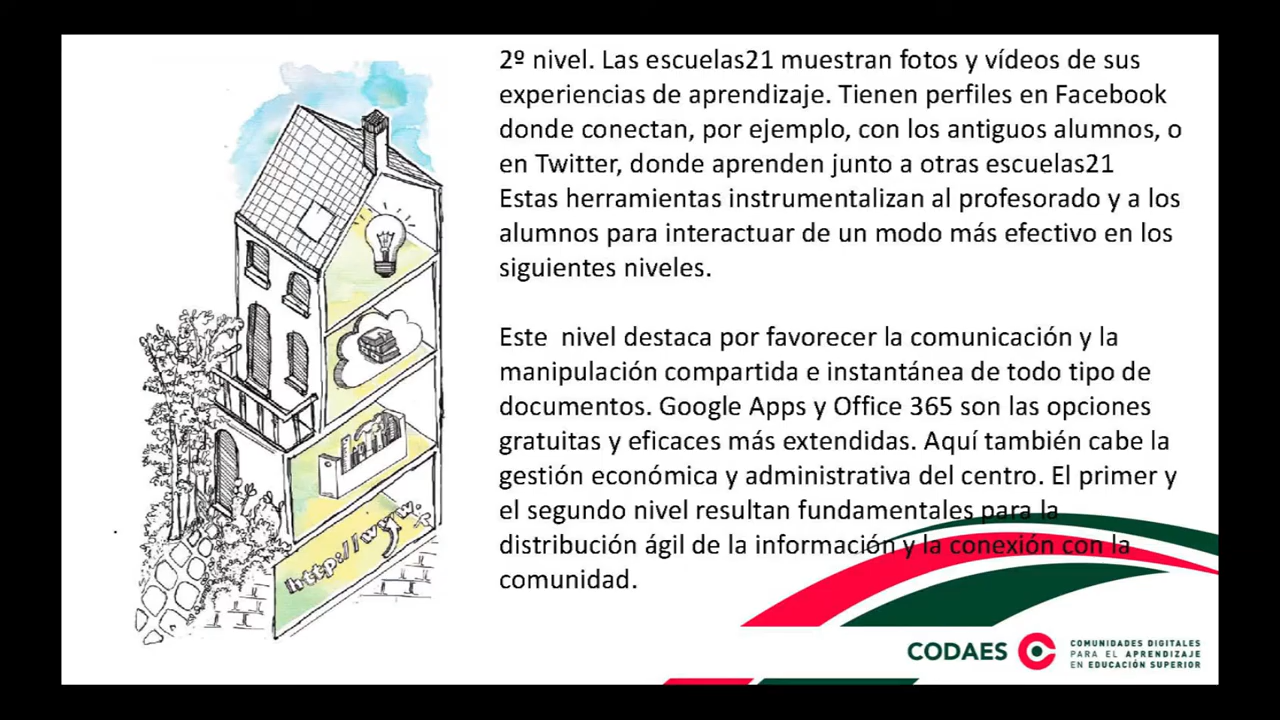 2º nivel. Las escuelas21 muestran fotos y vídeos de sus
experiencias de aprendizaje. Tienen perfiles en Facebook
donde conectan, por ejemplo, con los antiguos alumnos, o
en Twitter, donde aprenden junto a otras escuelas21
Estas herramientas instrumentalizan al profesorado y a los
alumnos para interactuar de un modo más efectivo en los
siguientes niveles.
Este  nivel destaca por favorecer la comunicación y la
manipulación compartida e instantánea de todo tipo de
documentos. Google Apps y Office 365 son las opciones
gratuitas y eficaces más extendidas. Aquí también cabe la
gestión económica y administrativa del centro. El primer y
el segundo nivel resultan fundamentales para la
distribución ágil de la información y la conexión con la
comunidad.
http://www.
CODAES
COMUNIDADES DIGITALES
PARA EL APRENDIZAJE
EN EDUCACIÓN SUPERIOR